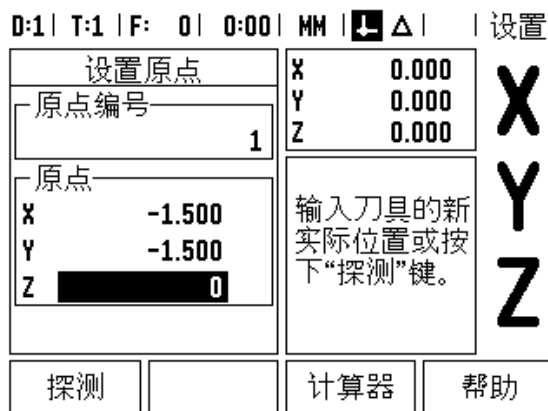 D:1 | T:1 | F: 0 | 0:00 | MM | Δ | | 设置
设置原点
原点编号
1
原点
X -1.500
Y -1.500
Z 0
X 0.000
Y 0.000
Z 0.000
输入刀具的新
实际位置或按
下“探测”键。
X
Y
Z
探测
计算器
帮助